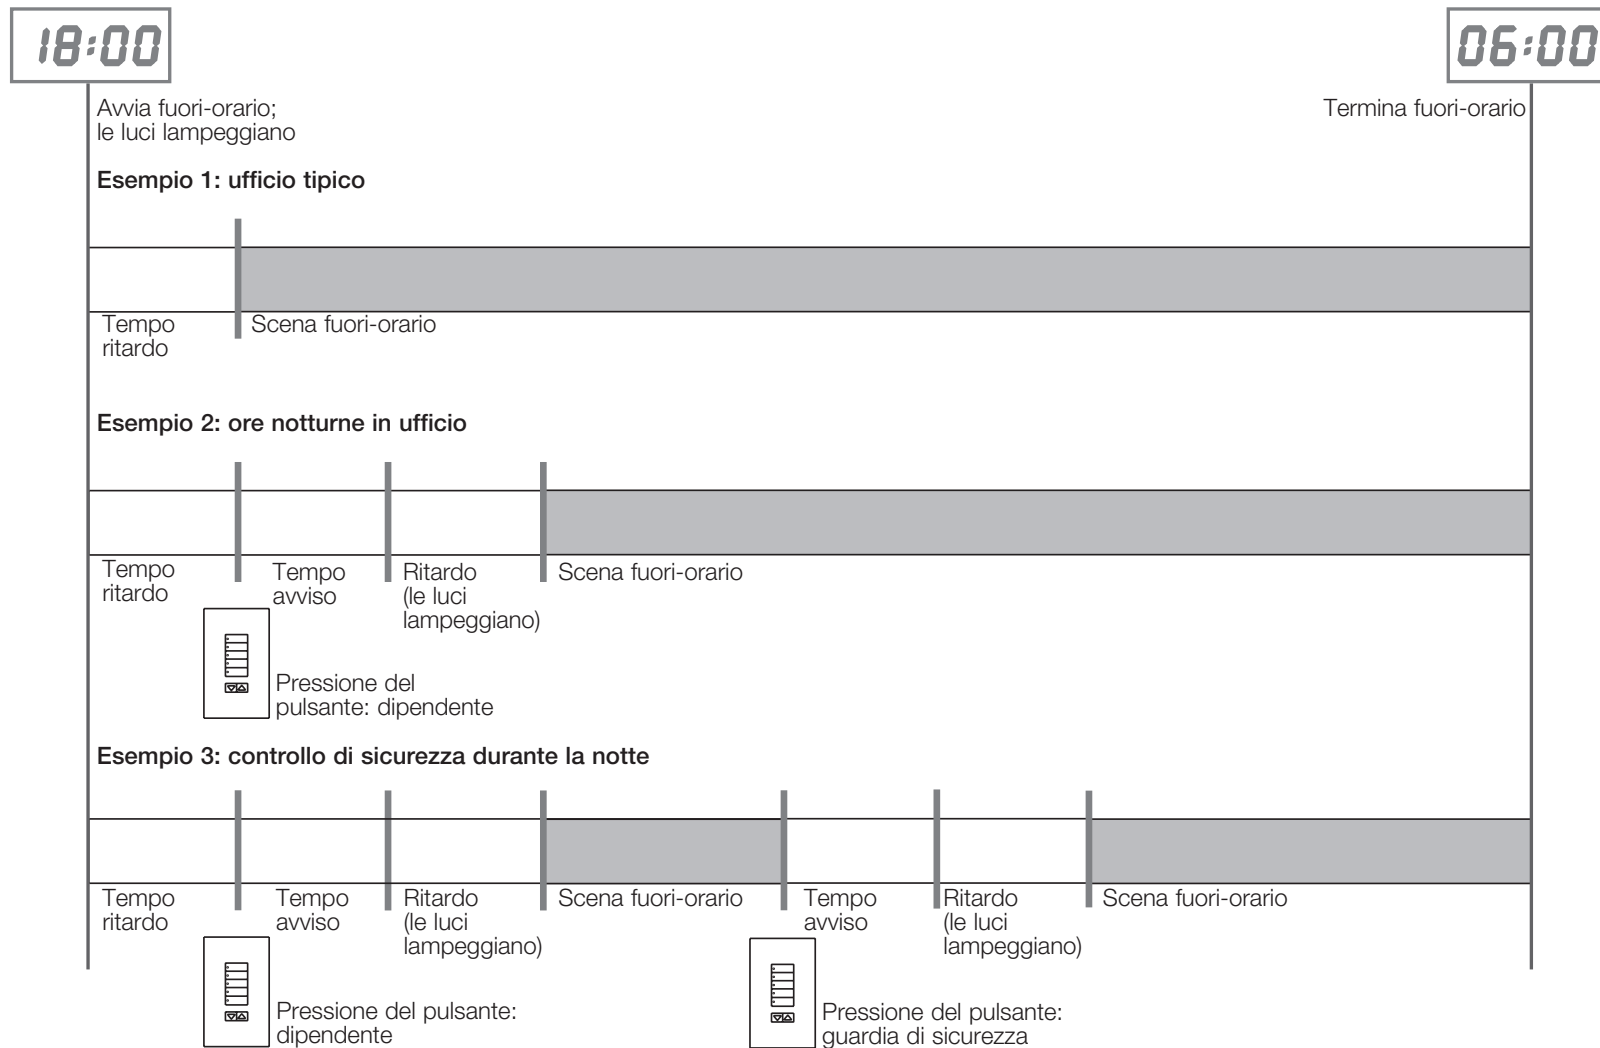 18:00
06:00
Avvia fuori-orario;
le luci lampeggiano
Termina fuori-orario
Esempio 1: ufficio tipico
Tempo
ritardo
Scena fuori-orario
Esempio 2: ore notturne in ufficio
Tempo
ritardo
Tempo
avviso
Ritardo
(le luci
lampeggiano)
Scena fuori-orario
Pressione del
pulsante: dipendente
Esempio 3: controllo di sicurezza durante la notte
Tempo
ritardo
Tempo
avviso
Ritardo
(le luci
lampeggiano)
Scena fuori-orario
Tempo
avviso
Ritardo
(le luci
lampeggiano)
Scena fuori-orario
Pressione del pulsante:
dipendente
Pressione del pulsante:
guardia di sicurezza